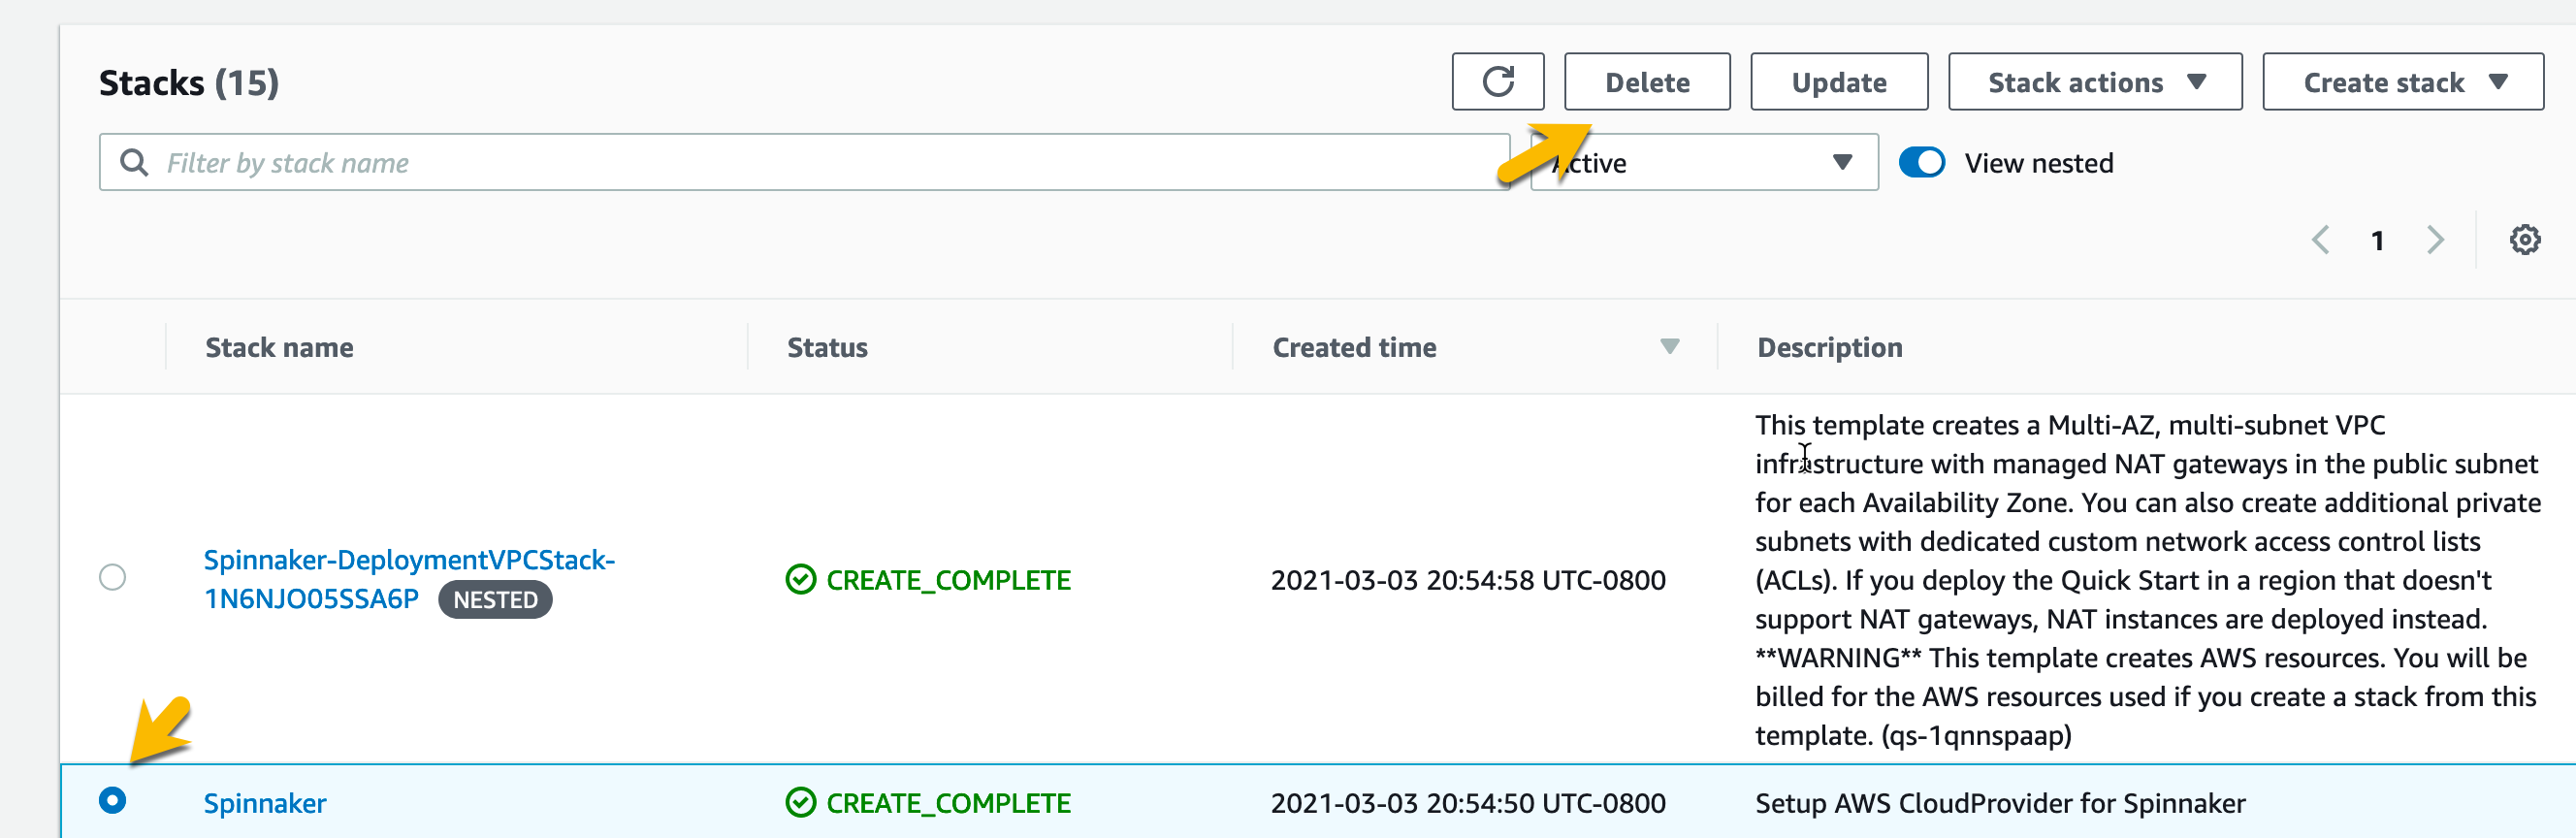 Stacks (15)
Delete
Update
Stack actions
Create stack
Filter by stack name
Active
View nested
1
Stack name
Status
Created time
Description
Spinnaker-DeploymentVPCStack-
1N6NJO05SSA6P NESTED
CREATE_COMPLETE
2021-03-03 20:54:58 UTC-0800
This template creates a Multi-AZ, multi-subnet VPC
infrastructure with managed NAT gateways in the public subnet
for each Availability Zone. You can also create additional private
subnets with dedicated custom network access control lists
(ACLs). If you deploy the Quick Start in a region that doesn't
support NAT gateways, NAT instances are deployed instead.
**WARNING** This template creates AWS resources. You will be
billed for the AWS resources used if you create a stack from this
template. (qs-1qnnspaap)
Spinnaker
CREATE_COMPLETE
2021-03-03 20:54:50 UTC-0800
Setup AWS CloudProvider for Spinnaker